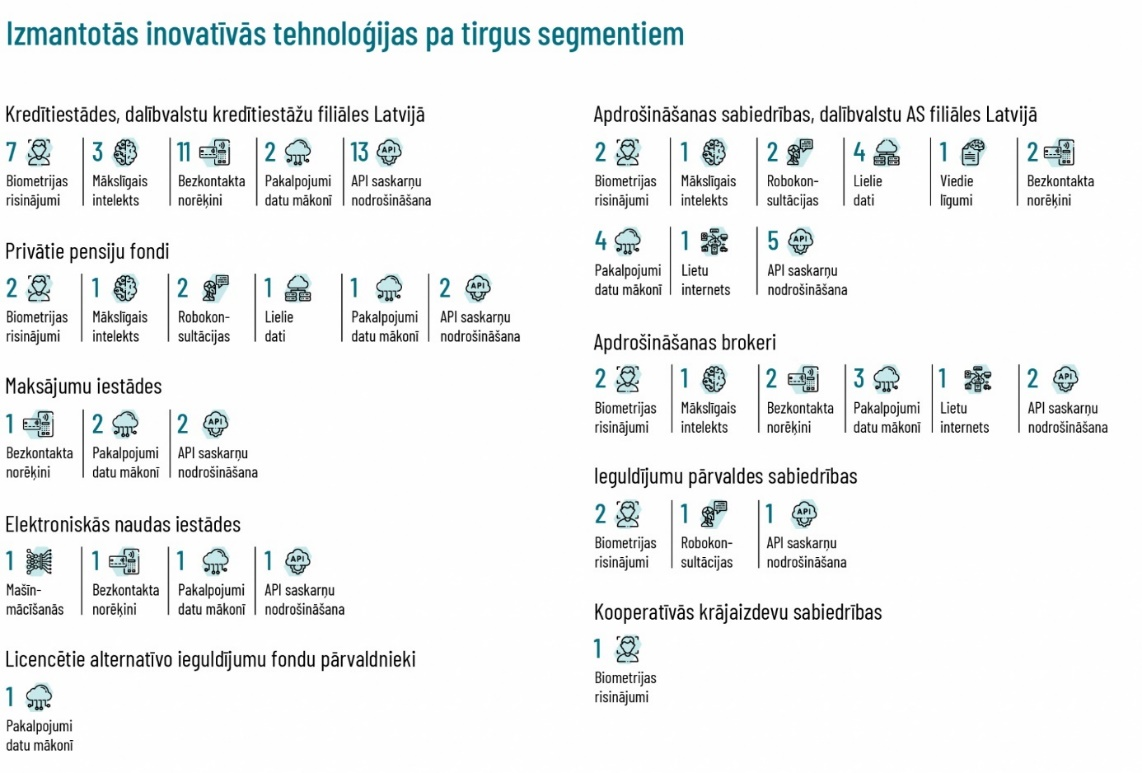 Izmantotās inovatīvās tehnoloģijas pa tirgus segmentiem
Kredītiestādes, dalībvalstu kredītiestāžu filiāles Latvijā
7 3 11 2 13 API
Biometrijas Mākslīgais Bezkontakta Pakalpojumi API saskarņu
risinājumi intelekts norēķini datu mākonī nodrošināšana
Privātie pensiju fondi
2 1 2 1 1 2 API
Biometrijas Mākslīgais Robokon- Lielie Pakalpojumi API saskarņu
risinājumi intelekts sultācijas dati datu mākonī nodrošināšana
Maksājumu iestādes
1 2 2 API
Bezkontakta Pakalpojumi API saskarņu
norēķini datu mākonī nodrošināšana
Elektroniskās naudas iestādes
1 1 1 1 API
Mašīn- Bezkontakta Pakalpojumi API saskarņu
mācīšanās norēķini datu mākonī nodrošināšana
Licencētie alternatīvo ieguldījumu fondu pārvaldnieki
1
Pakalpojumi
datu mākonī
Apdrošināšanas sabiedrības, dalībvalstu AS filiāles Latvijā
2 1 2 4 1 2
Biometrijas Mākslīgais Robokon- Lielie Viedie Bezkontakta
risinājumi intelekts sultācijas dati līgumi norēķini
4 1 5 API
Pakalpojumi Lietu API saskarņu
datu mākonī internets nodrošināšana
Apdrošināšanas brokeri
2 1 2 3 1 2 API
Biometrijas Mākslīgais Bezkontakta Pakalpojumi Lietu API saskarņu
risinājumi intelekts norēķini datu mākonī internets nodrošināšana
Ieguldījumu pārvaldes sabiedrības
2 1 1 API
Biometrijas Robokon- API saskarņu
risinājumi sultācijas nodrošināšana
Kooperatīvās krājaizdevu sabiedrības
1
Biometrijas
risinājumi